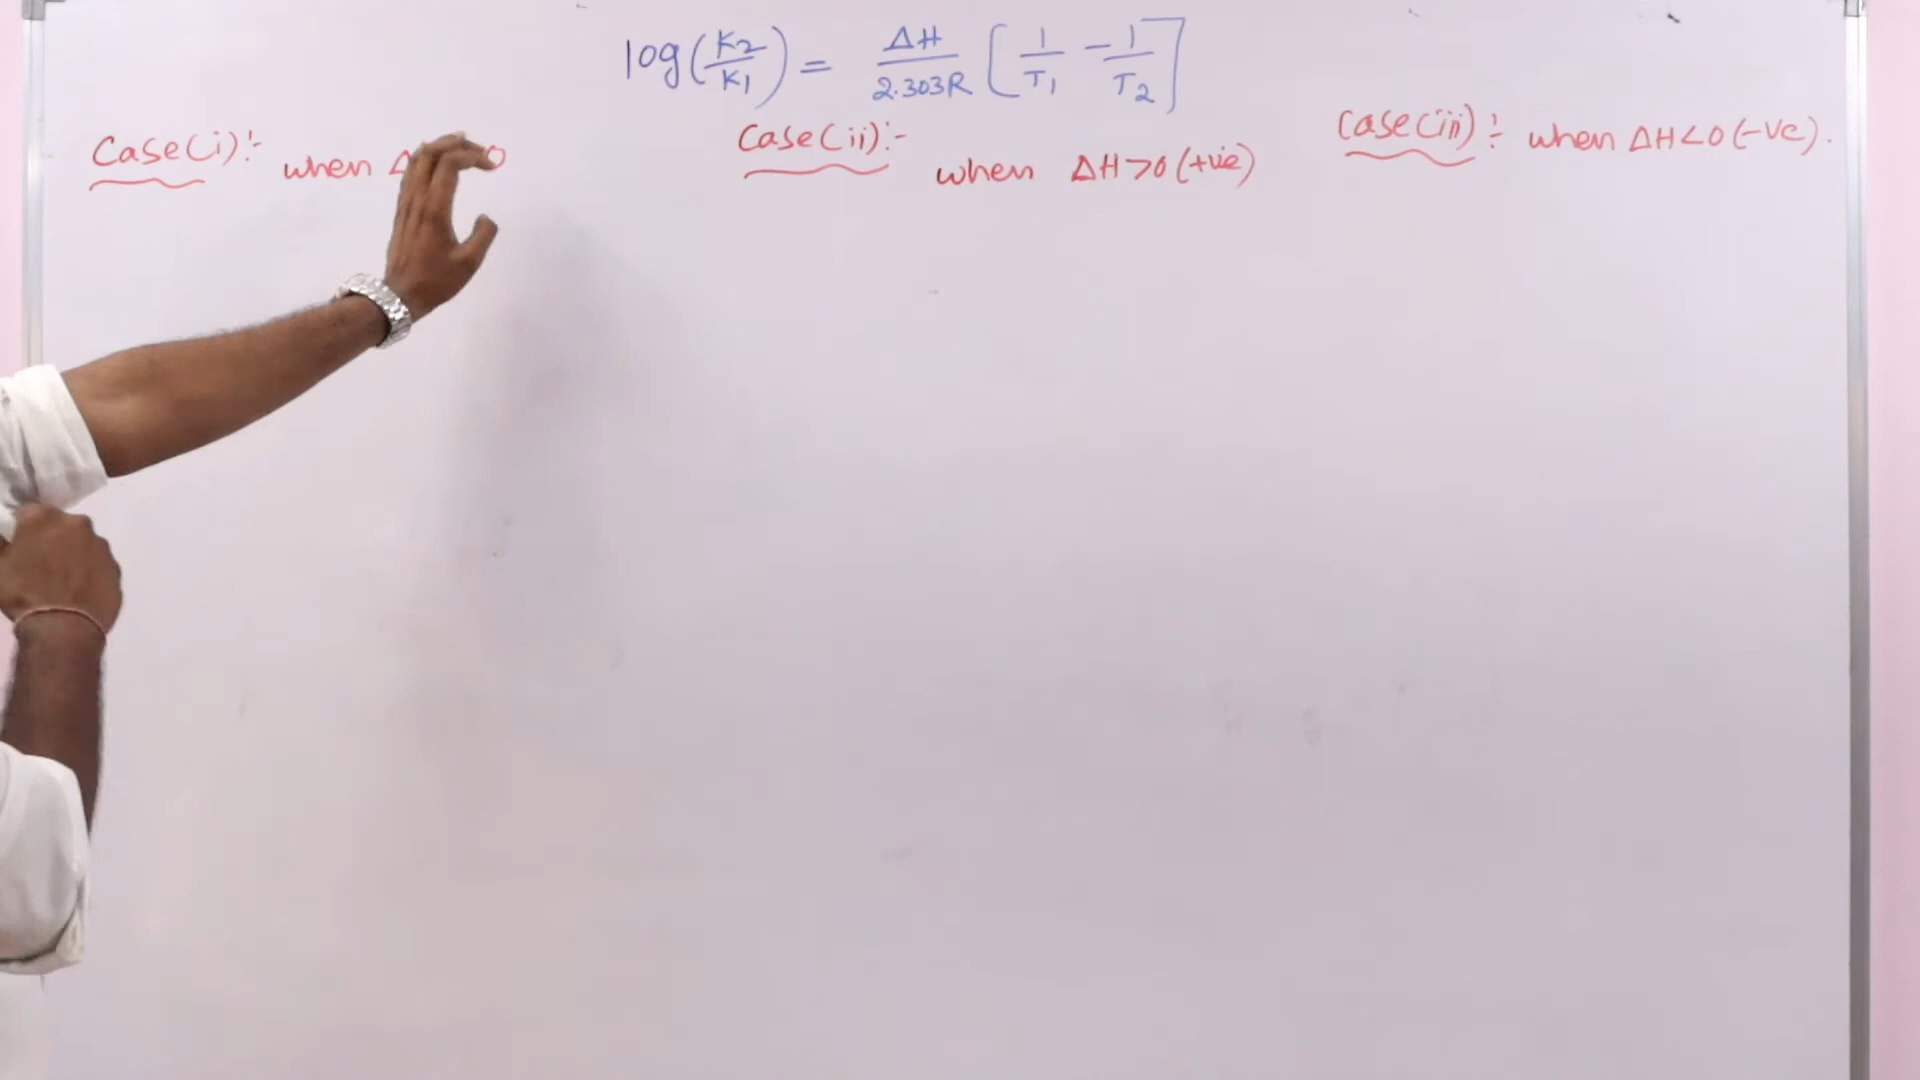 log(K2/K1) = ΔH/2.303R [1/T1 - 1/T2]
Case(i):- when Δ 0
Case(ii):-
when ΔH>0(+ve)
Case(iii):- when ΔH<0(-ve).